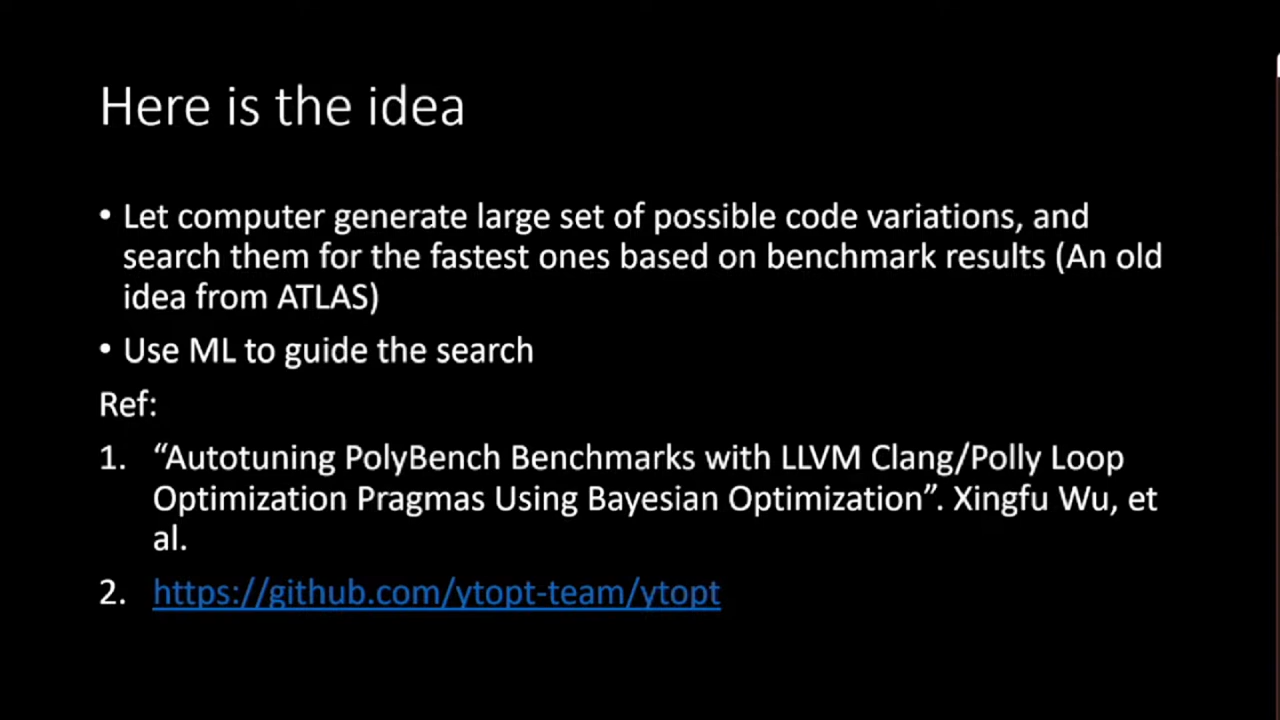 Here is the idea
• Let computer generate large set of possible code variations, and
search them for the fastest ones based on benchmark results (An old
idea from ATLAS)
• Use ML to guide the search
Ref:
1. “Autotuning PolyBench Benchmarks with LLVM Clang/Polly Loop
Optimization Pragmas Using Bayesian Optimization”. Xingfu Wu, et
al.
2. https://github.com/ytopt-team/ytopt